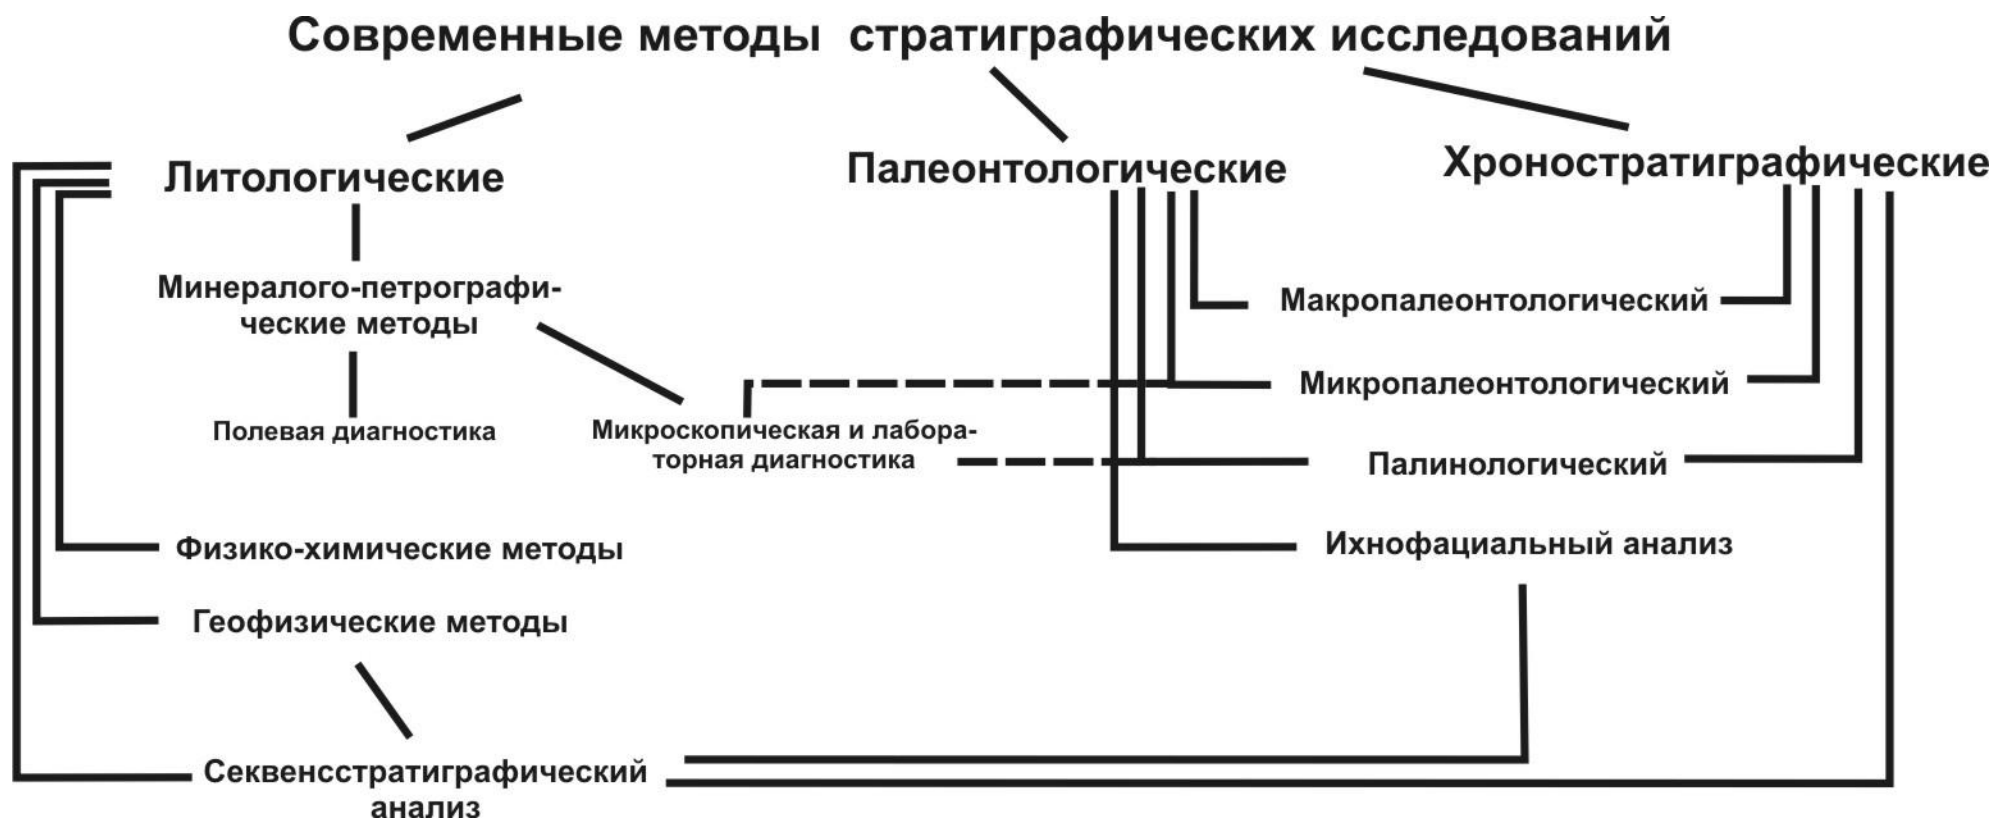 Современные методы стратиграфических исследований
Литологические
Палеонтологические
Хроностратиграфические
Минералого-петрографи-
ческие методы
Макропалеонтологический
Микропалеонтологический
Полевая диагностика
Микроскопическая и лабора-
торная диагностика
Палинологический
Физико-химические методы
Ихнофациальный анализ
Геофизические методы
Секвенсстратиграфический
анализ